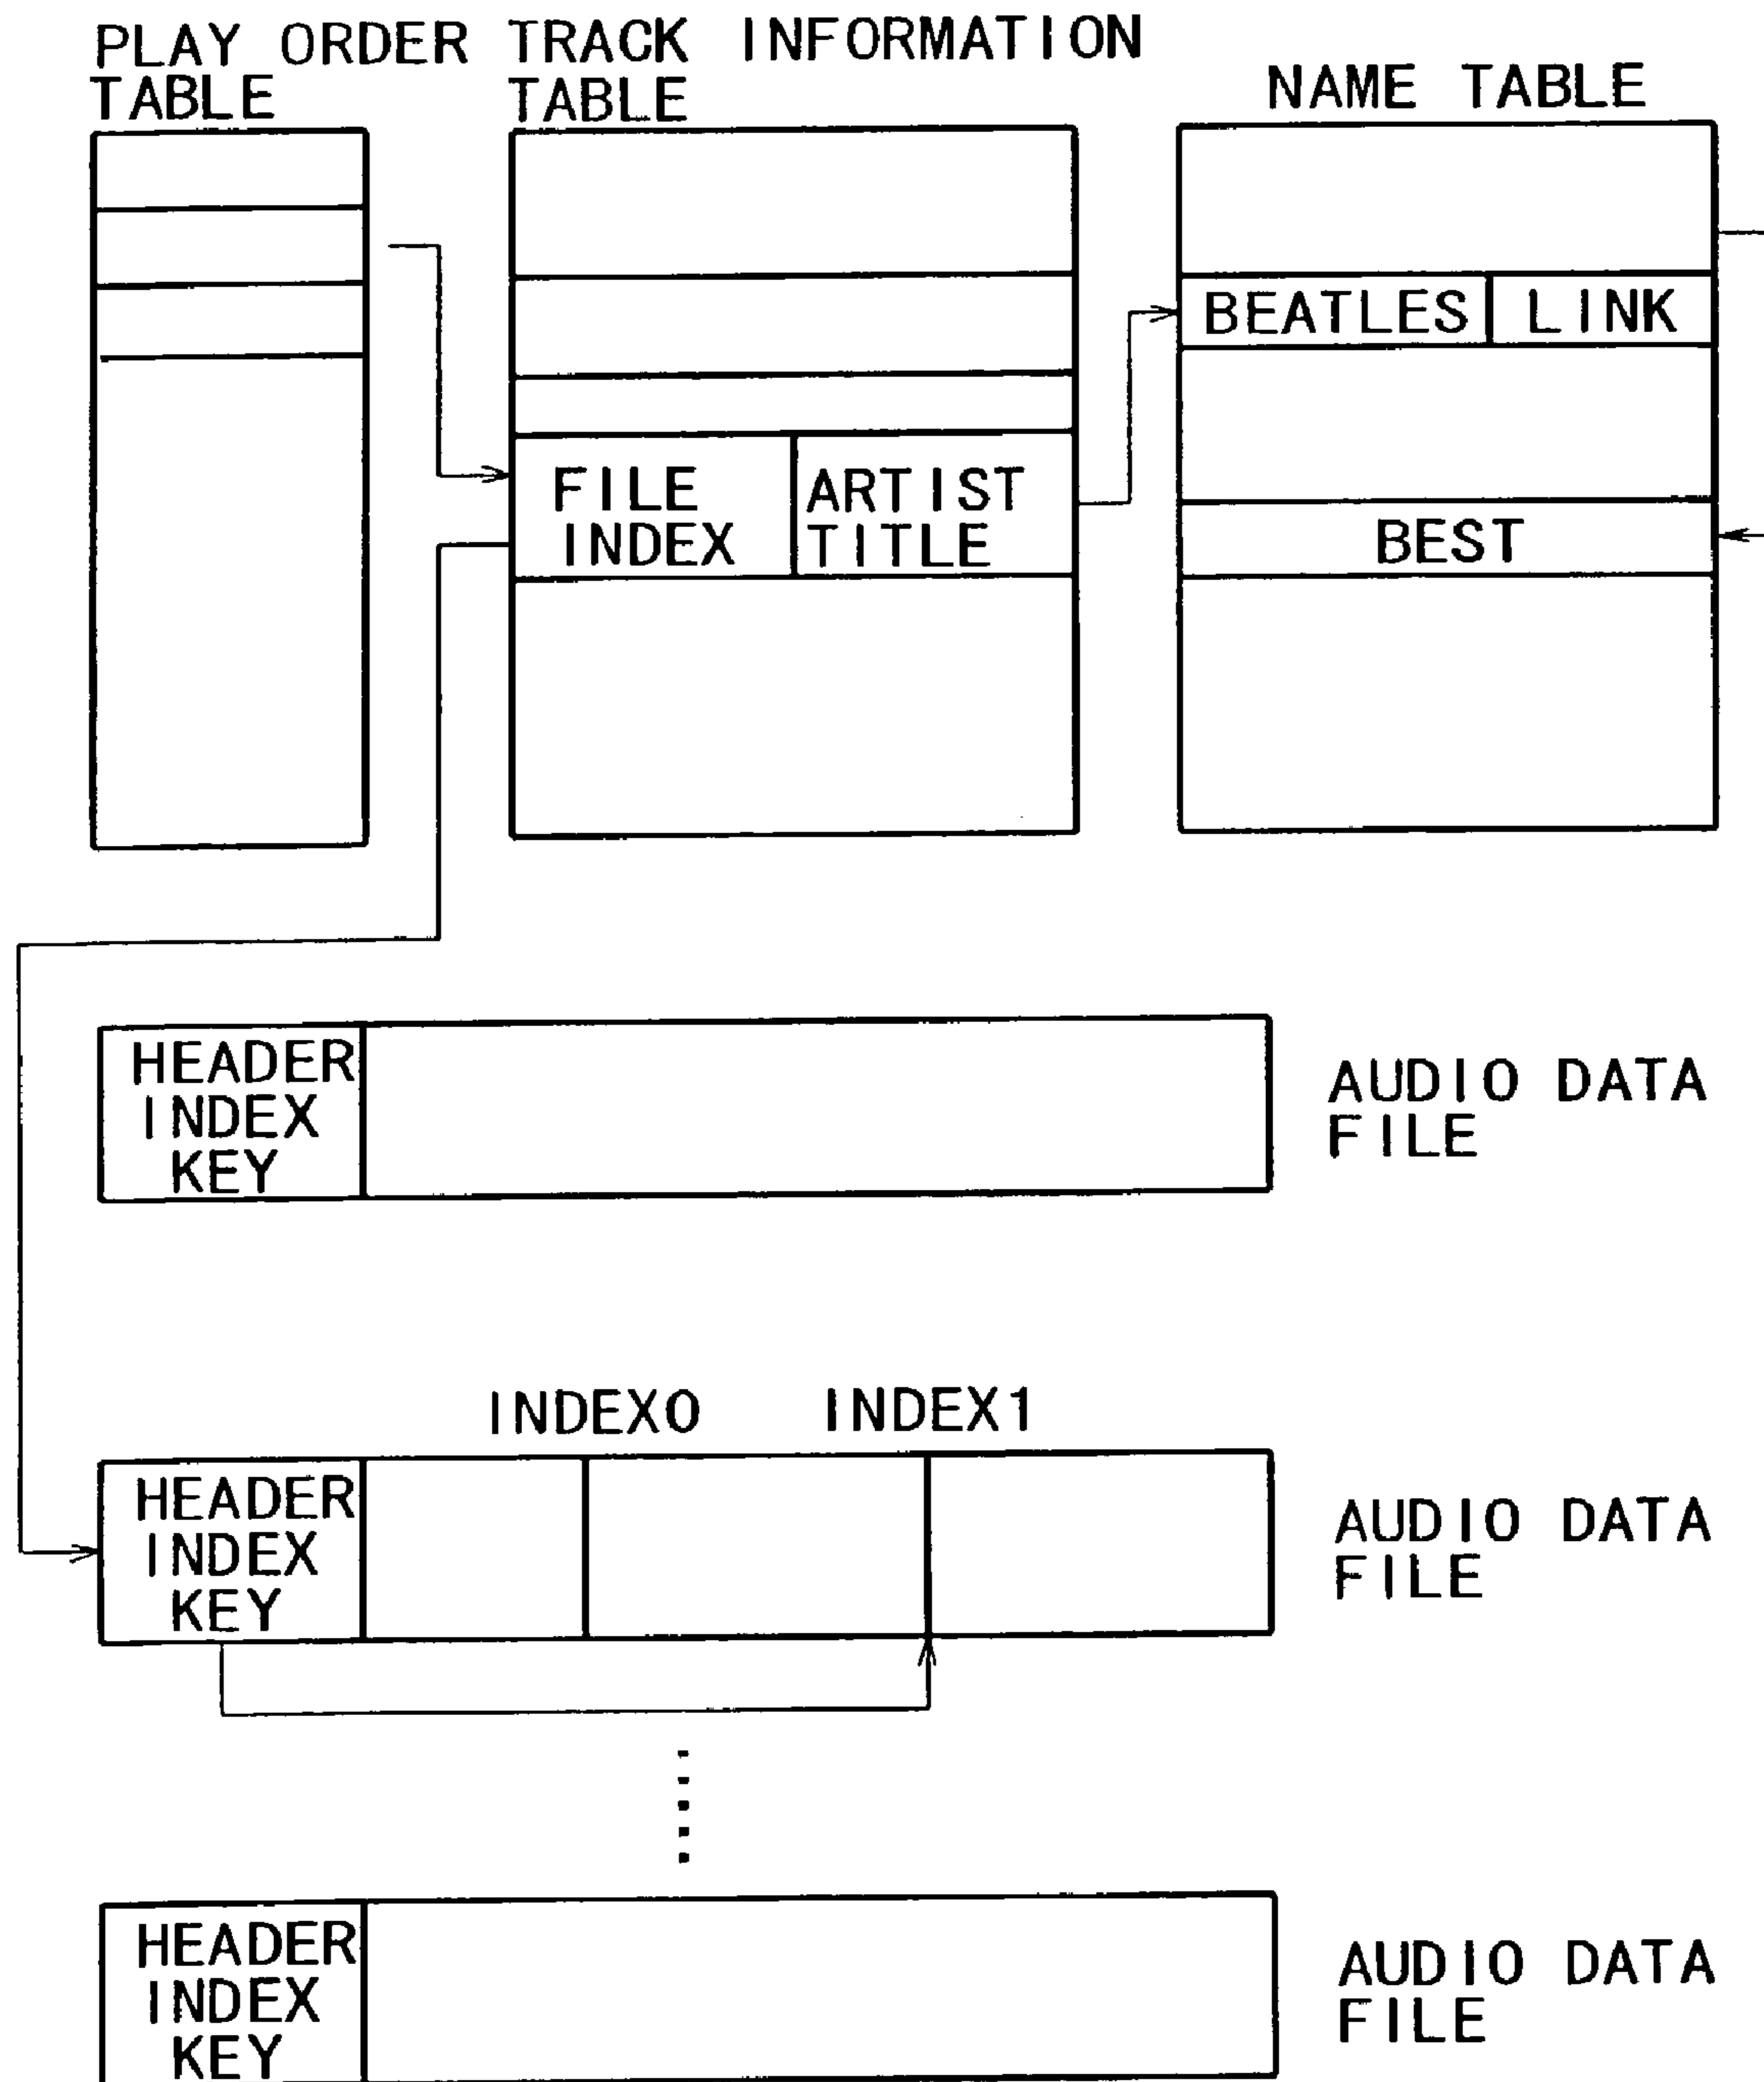 PLAY ORDER
TABLE
TRACK INFORMATION
TABLE
NAME TABLE
BEATLES
LINK
FILE
INDEX
ARTIST
TITLE
BEST
HEADER
INDEX
KEY
AUDIO DATA
FILE
INDEX0
INDEX1
HEADER
INDEX
KEY
AUDIO DATA
FILE
HEADER
INDEX
KEY
AUDIO DATA
FILE